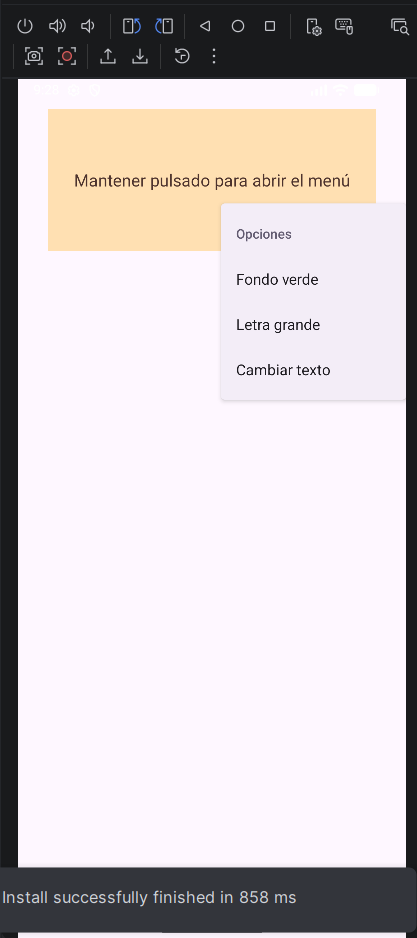 Mantener pulsado para abrir el menú
Opciones
Fondo verde
Letra grande
Cambiar texto
Install successfully finished in 858 ms